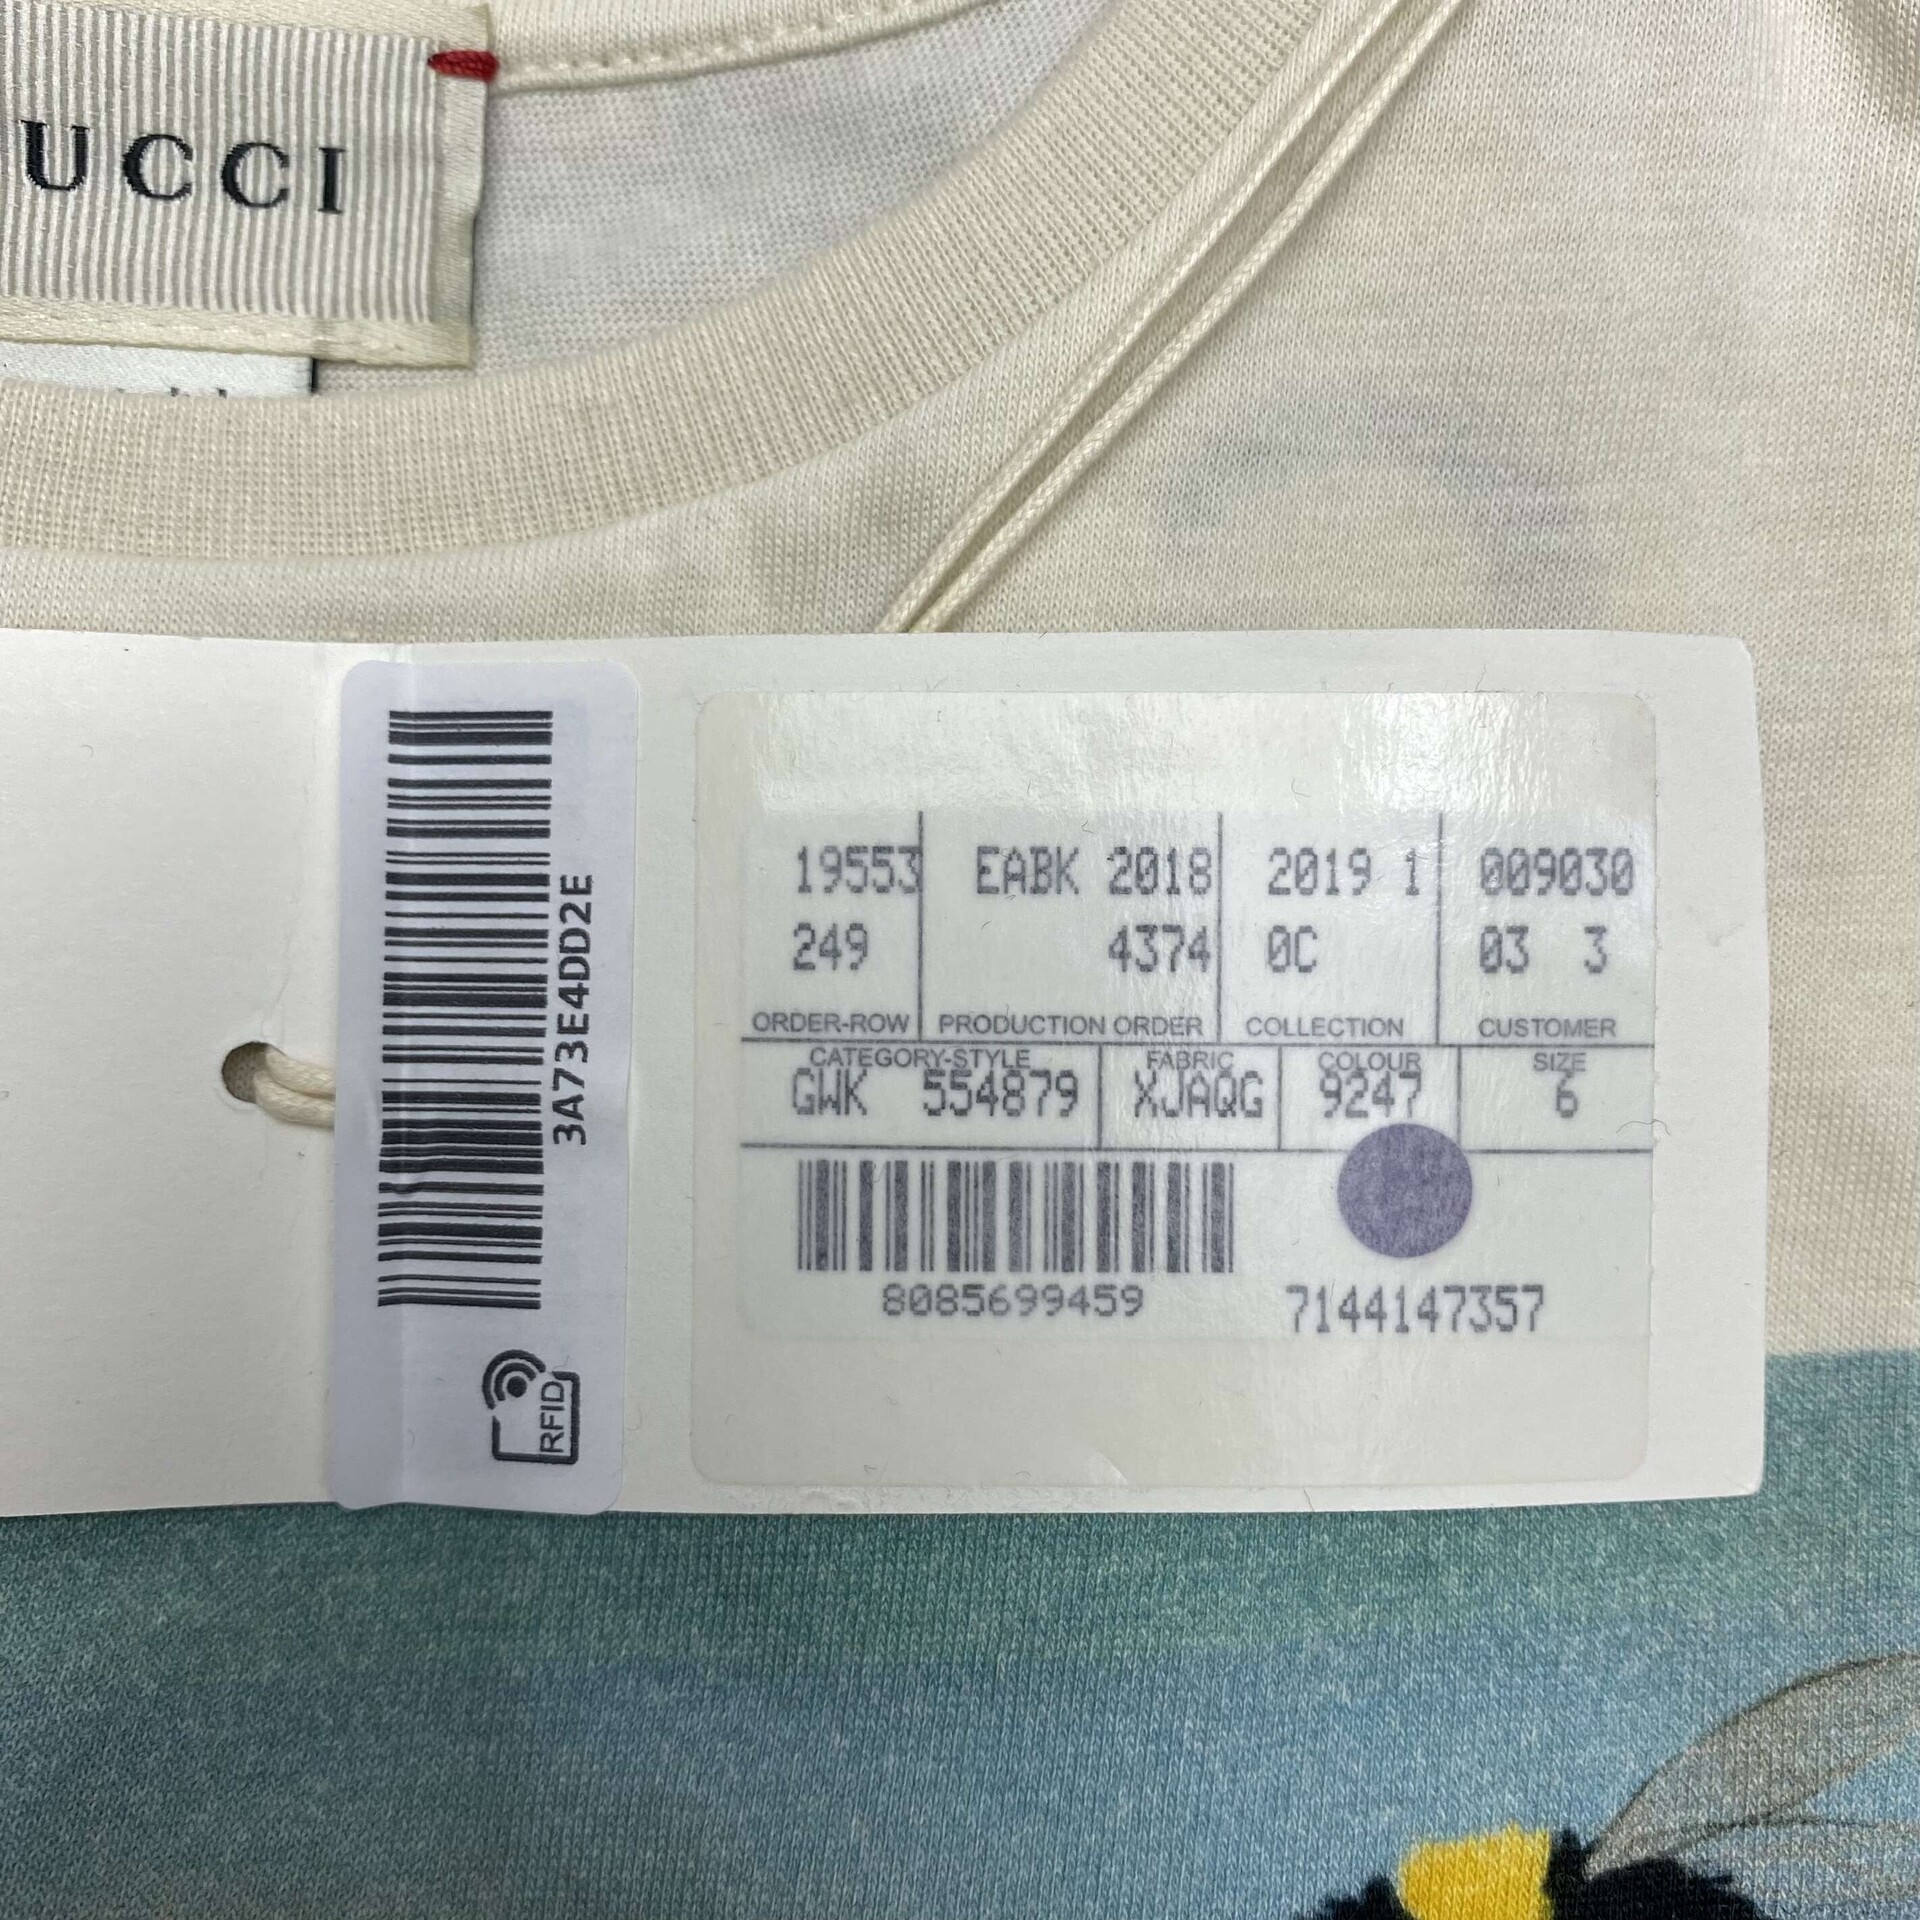 UCCI
3A73E4DD2E
RFID
19553 EABK 2018 2019 1 009030
249 4374 0C 03 3
ORDER-ROW PRODUCTION ORDER COLLECTION CUSTOMER
CATEGORY-STYLE FABRIC COLOUR SIZE
GWK 554879 XJAQG 9247 6
8085699459 7144147357